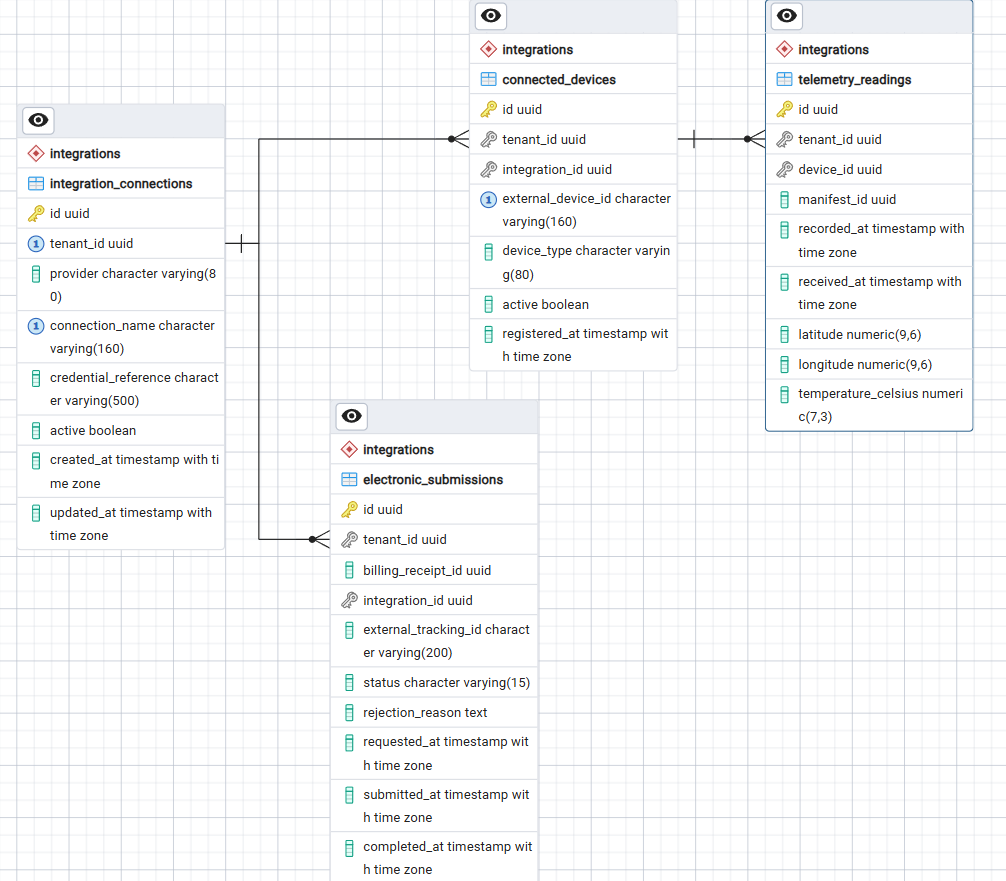 integrations
integration_connections
id uuid
1 tenant_id uuid
provider character varying(8
0)
1 connection_name character
varying(160)
credential_reference charact
er varying(500)
active boolean
created_at timestamp with ti
me zone
updated_at timestamp with
time zone
integrations
connected_devices
id uuid
tenant_id uuid
integration_id uuid
1 external_device_id character
varying(160)
device_type character varyin
g(80)
active boolean
registered_at timestamp wit
h time zone
integrations
telemetry_readings
id uuid
tenant_id uuid
device_id uuid
manifest_id uuid
recorded_at timestamp with
time zone
received_at timestamp with
time zone
latitude numeric(9,6)
longitude numeric(9,6)
temperature_celsius numeri
c(7,3)
integrations
electronic_submissions
id uuid
tenant_id uuid
billing_receipt_id uuid
integration_id uuid
external_tracking_id charact
er varying(200)
status character varying(15)
rejection_reason text
requested_at timestamp wit
h time zone
submitted_at timestamp wit
h time zone
completed_at timestamp wit
h time zone